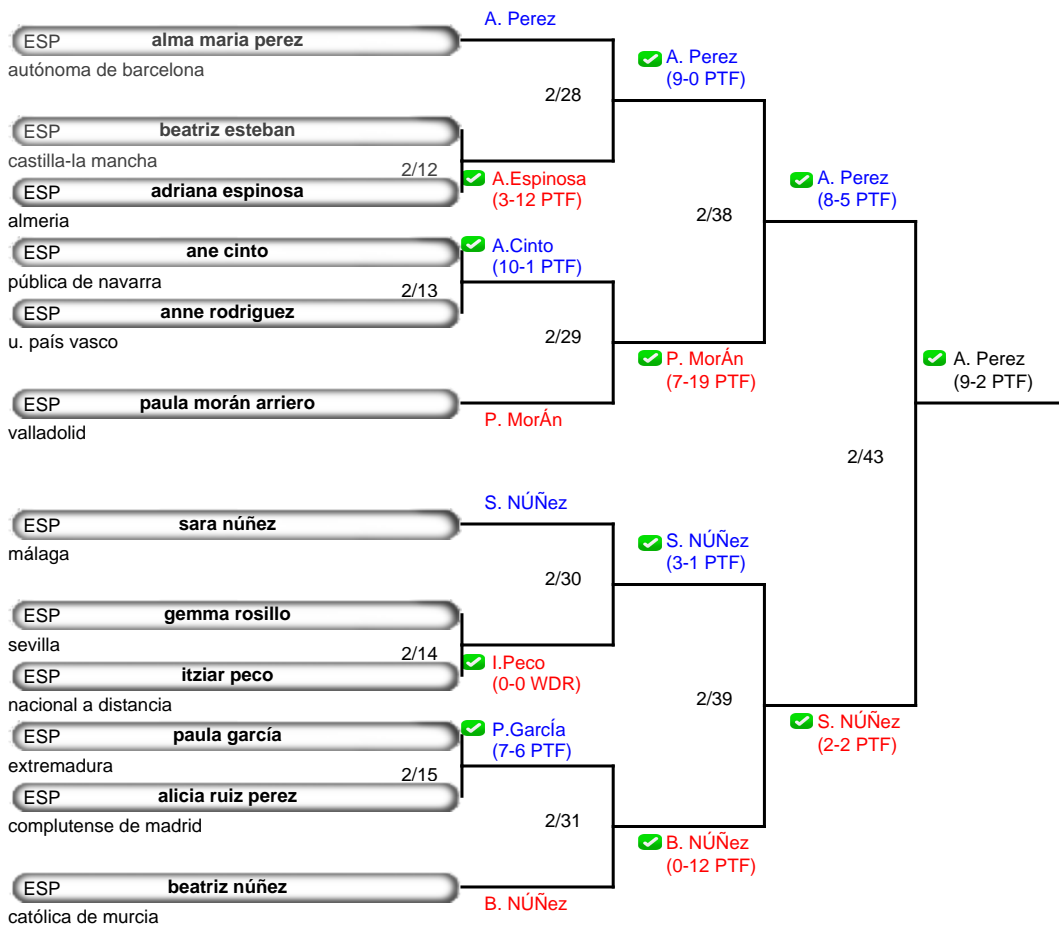 A. Perez
ESP alma maria perez
autónoma de barcelona
A. Perez
(9-0 PTF)
2/28
ESP beatriz esteban
castilla-la mancha
2/12
ESP adriana espinosa
almeria
A.Espinosa
(3-12 PTF)
A. Perez
(8-5 PTF)
2/38
ESP ane cinto
pública de navarra
A.Cinto
(10-1 PTF)
2/13
ESP anne rodriguez
u. país vasco
2/29
P. MorÁn
(7-19 PTF)
A. Perez
(9-2 PTF)
ESP paula morán arriero
valladolid
P. MorÁn
2/43
S. NÚÑez
ESP sara núñez
málaga
S. NÚÑez
(3-1 PTF)
2/30
ESP gemma rosillo
sevilla
2/14
ESP itziar peco
nacional a distancia
I.Peco
(0-0 WDR)
2/39
S. NÚÑez
(2-2 PTF)
ESP paula garcía
extremadura
P.GarcÍa
(7-6 PTF)
2/15
ESP alicia ruiz perez
complutense de madrid
2/31
B. NÚÑez
(0-12 PTF)
ESP beatriz núñez
católica de murcia
B. NÚÑez